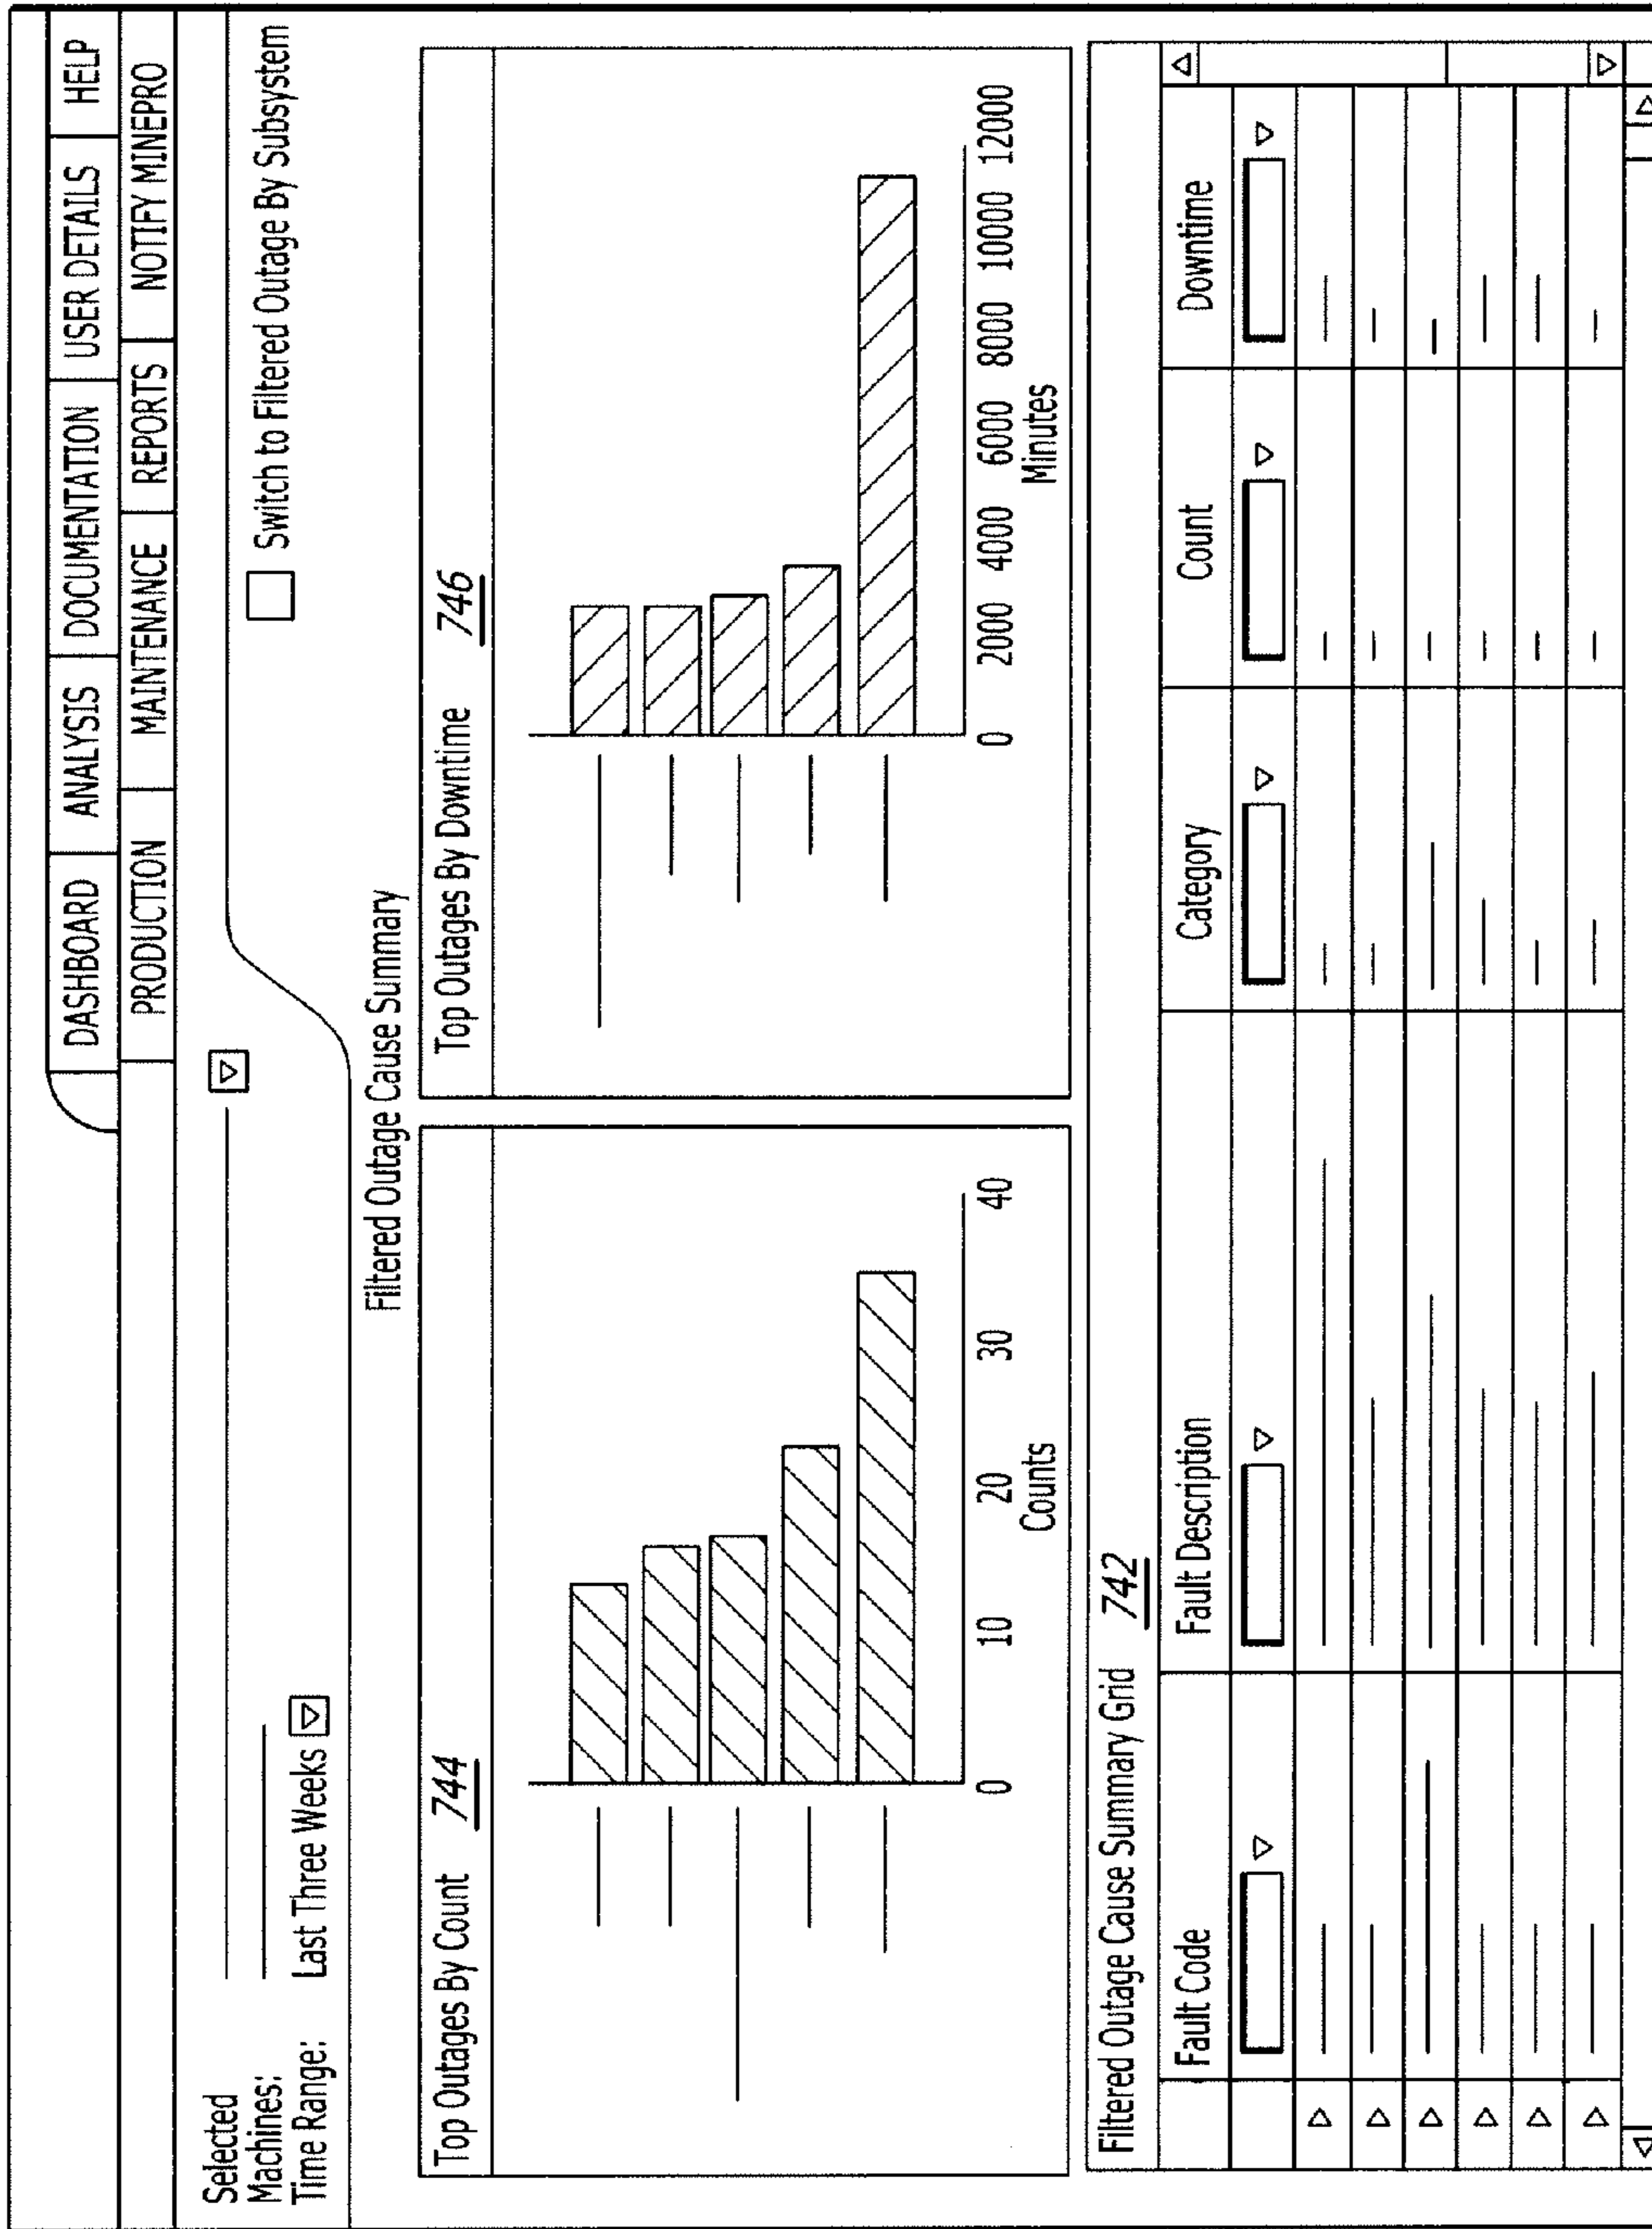 DASHBOARD ANALYSIS DOCUMENTATION USER DETAILS HELP
PRODUCTION MAINTENANCE REPORTS NOTIFY MINEPRO
Selected
Machines:
Time Range: Last Three Weeks
Switch to Filtered Outage By Subsystem
Filtered Outage Cause Summary
Top Outages By Count 744
0 10 20 30 40
Counts
Top Outages By Downtime 746
0 2000 4000 6000 8000 10000 12000
Minutes
Filtered Outage Cause Summary Grid 742
Fault Code Fault Description Category Count Downtime